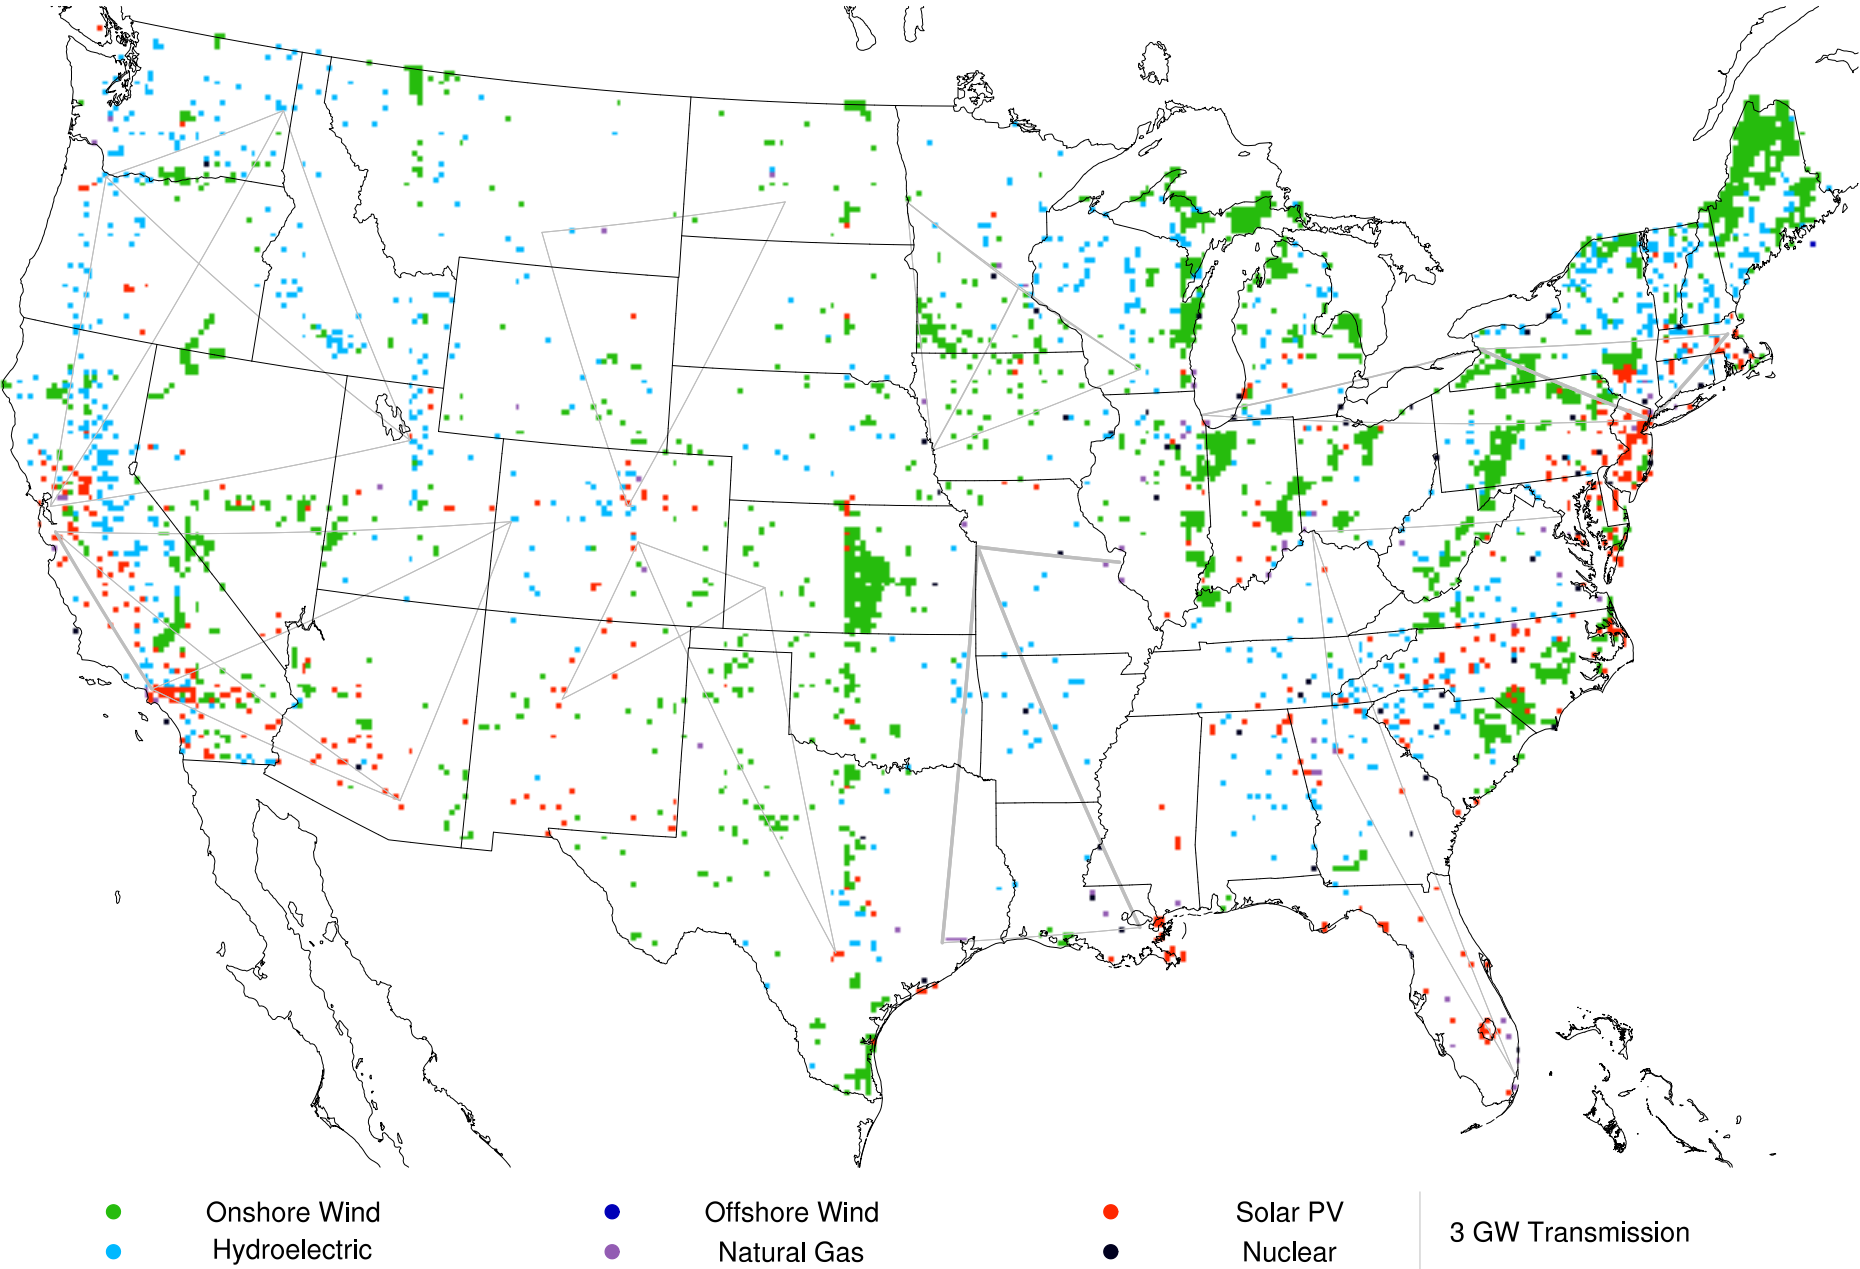 Onshore Wind
Offshore Wind
Solar PV
3 GW Transmission
Hydroelectric
Natural Gas
Nuclear